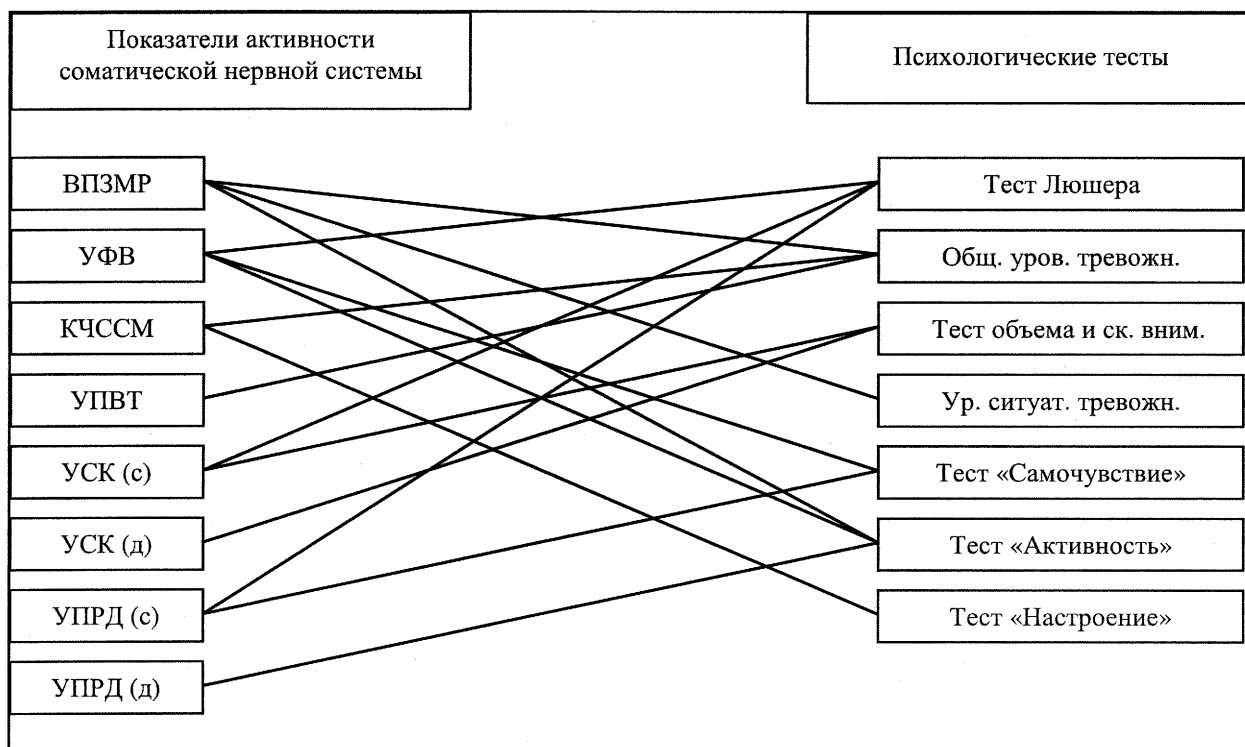 Показатели активности
соматической нервной системы
Психологические тесты
ВПЗМР
УФВ
КЧССМ
УПВТ
УСК (с)
УСК (д)
УПРД (с)
УПРД (д)
Тест Люшера
Общ. уров. тревожн.
Тест объема и ск. вним.
Ур. ситуат. тревожн.
Тест «Самочувствие»
Тест «Активность»
Тест «Настроение»